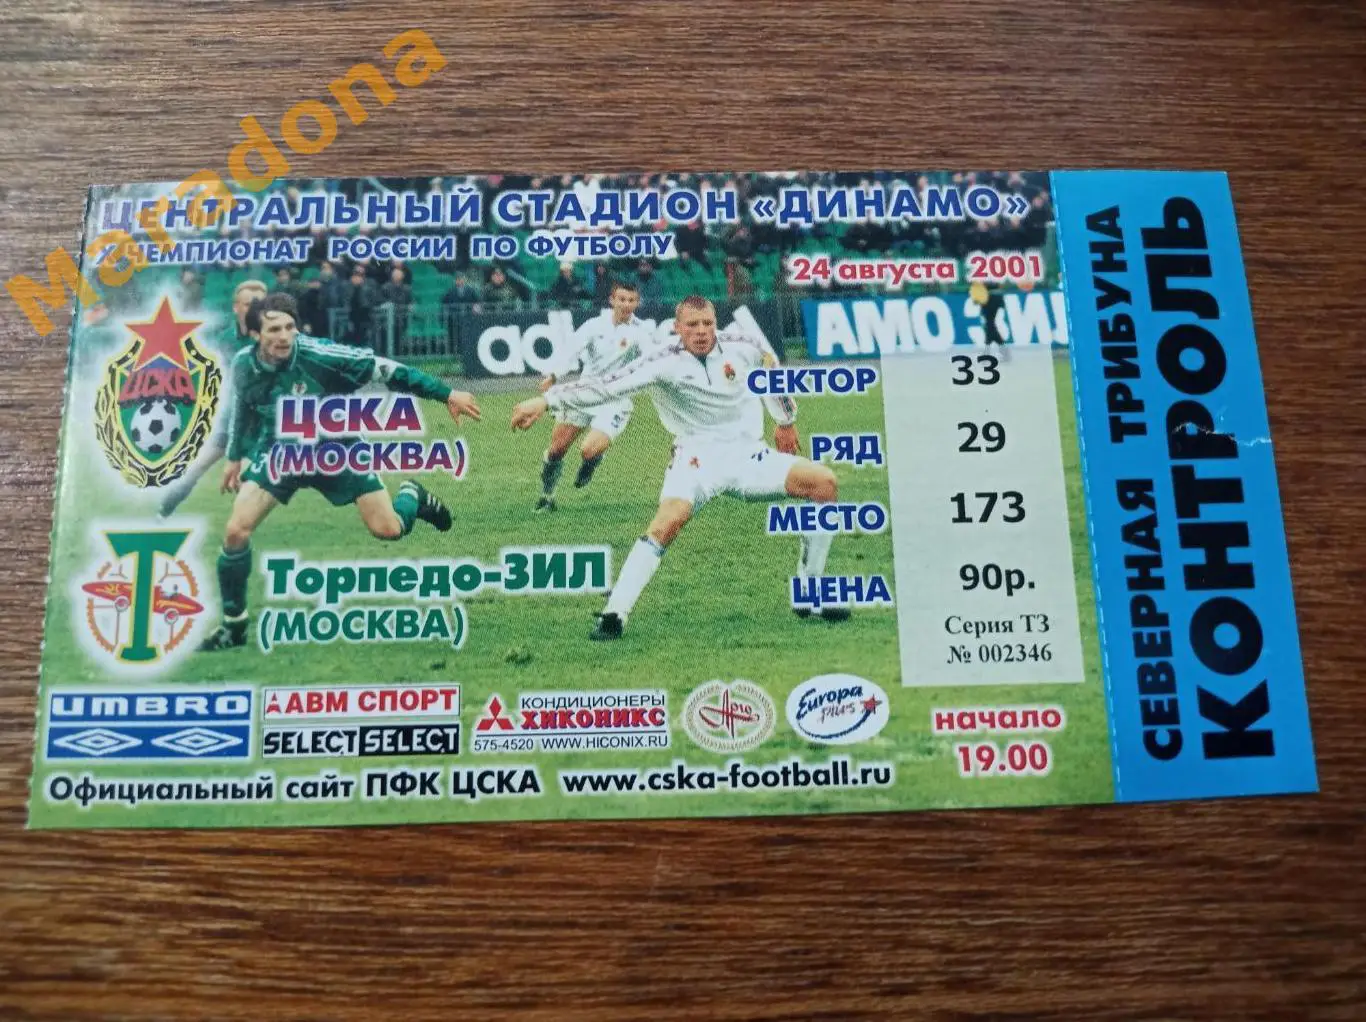 Maradona
ЦЕНТРАЛЬНЫЙ СТАДИОН «ДИНАМО»
X ЧЕМПИОНАТ РОССИИ ПО ФУТБОЛУ
24 августа 2001
adidas
АМО ЗИЛ
ЦСКА
ЦСКА
(МОСКВА)
Торпедо-ЗИЛ
(МОСКВА)
Т
СЕКТОР 33
РЯД 29
МЕСТО 173
ЦЕНА 90р.
Серия ТЗ
№ 002346
UMBRO
АВМ СПОРТ
SELECT SELECT
КОНДИЦИОНЕРЫ
ХИКОНИКС
575-4520 WWW.HICONIX.RU
Europa
PLUS
начало
19.00
Официальный сайт ПФК ЦСКА www.cska-football.ru
СЕВЕРНАЯ ТРИБУНА
КОНТРОЛЬ